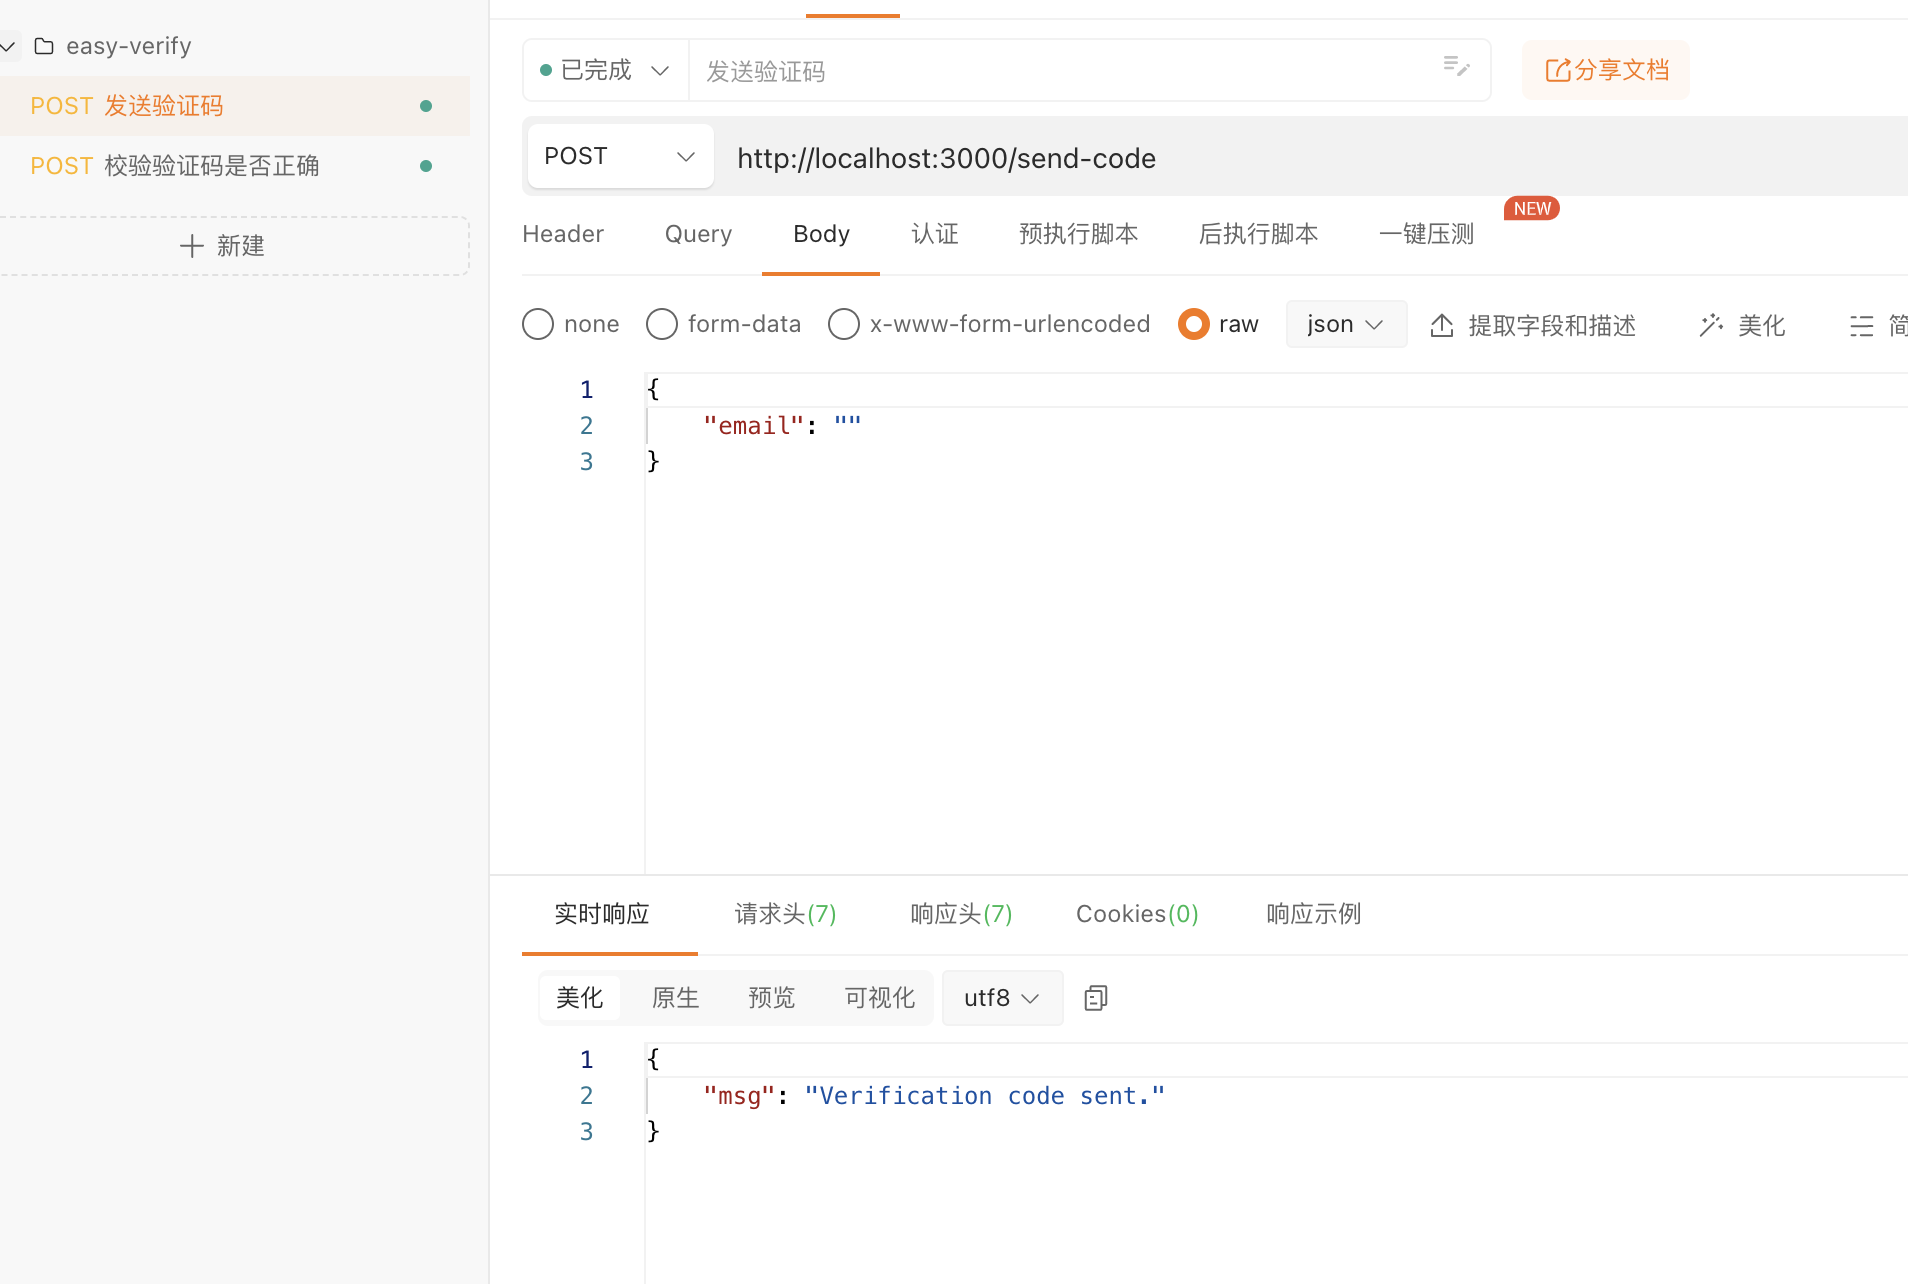 easy-verify
POST 发送验证码
POST 校验验证码是否正确
新建
已完成 发送验证码 分享文档
POST http://localhost:3000/send-code
NEW
Header Query Body 认证 预执行脚本 后执行脚本 一键压测
none form-data x-www-form-urlencoded raw json 提取字段和描述 美化 简
1 {
2 "email": ""
3 }
实时响应 请求头(7) 响应头(7) Cookies(0) 响应示例
美化 原生 预览 可视化 utf8
1 {
2 "msg": "Verification code sent."
3 }